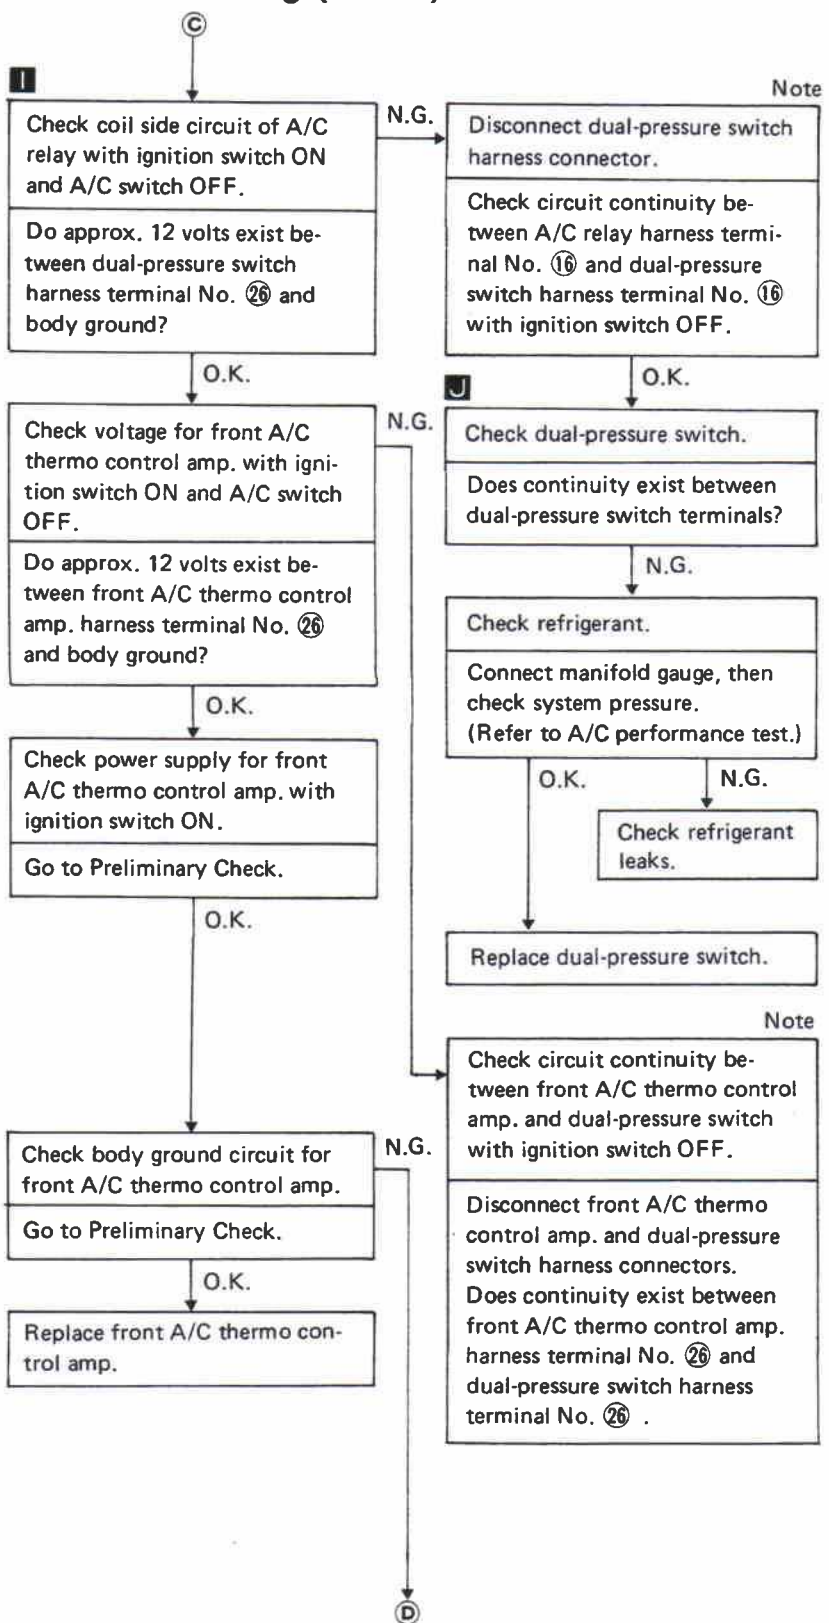 g (
)
C
I
Check coil side circuit of A/C
relay with ignition switch ON
and A/C switch OFF.
Do approx. 12 volts exist be-
tween dual-pressure switch
harness terminal No. ㉖ and
body ground?
N.G.
Note
Disconnect dual-pressure switch
harness connector.
Check circuit continuity be-
tween A/C relay harness termi-
nal No. ⑯ and dual-pressure
switch harness terminal No. ⑯
with ignition switch OFF.
O.K.
O.K.
Check voltage for front A/C
thermo control amp. with igni-
tion switch ON and A/C switch
OFF.
Do approx. 12 volts exist be-
tween front A/C thermo control
amp. harness terminal No. ㉖
and body ground?
N.G.
J
Check dual-pressure switch.
Does continuity exist between
dual-pressure switch terminals?
N.G.
Check refrigerant.
Connect manifold gauge, then
check system pressure.
(Refer to A/C performance test.)
O.K.
Check power supply for front
A/C thermo control amp. with
ignition switch ON.
Go to Preliminary Check.
O.K.
O.K.
N.G.
Check refrigerant
leaks.
Replace dual-pressure switch.
Note
Check circuit continuity be-
tween front A/C thermo control
amp. and dual-pressure switch
with ignition switch OFF.
Disconnect front A/C thermo
control amp. and dual-pressure
switch harness connectors.
Does continuity exist between
front A/C thermo control amp.
harness terminal No. ㉖ and
dual-pressure switch harness
terminal No. ㉖ .
Check body ground circuit for
front A/C thermo control amp.
Go to Preliminary Check.
N.G.
O.K.
Replace front A/C thermo con-
trol amp.
D